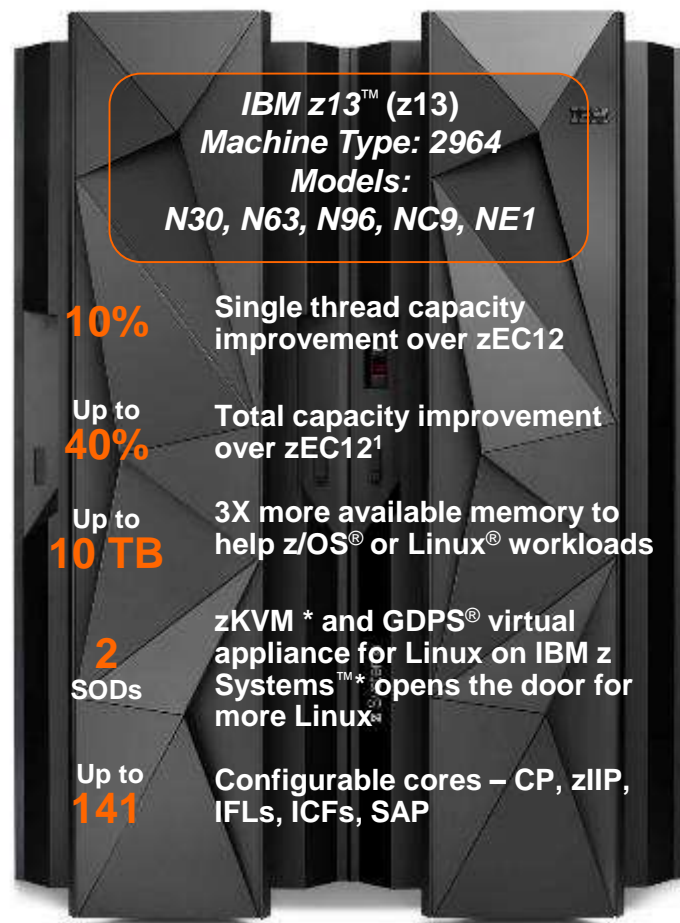 IBM z13™ (z13)
Machine Type: 2964
Models:
N30, N63, N96, NC9, NE1
IBM
10%
Single thread capacity
improvement over zEC12
Up to
40%
Total capacity improvement
over zEC12¹
Up to
10 TB
3X more available memory to
help z/OS® or Linux® workloads
2
SODs
zKVM * and GDPS® virtual
appliance for Linux on IBM z
Systems™* opens the door for
more Linux
z Systems
Up to
141
Configurable cores – CP, zIIP,
IFLs, ICFs, SAP